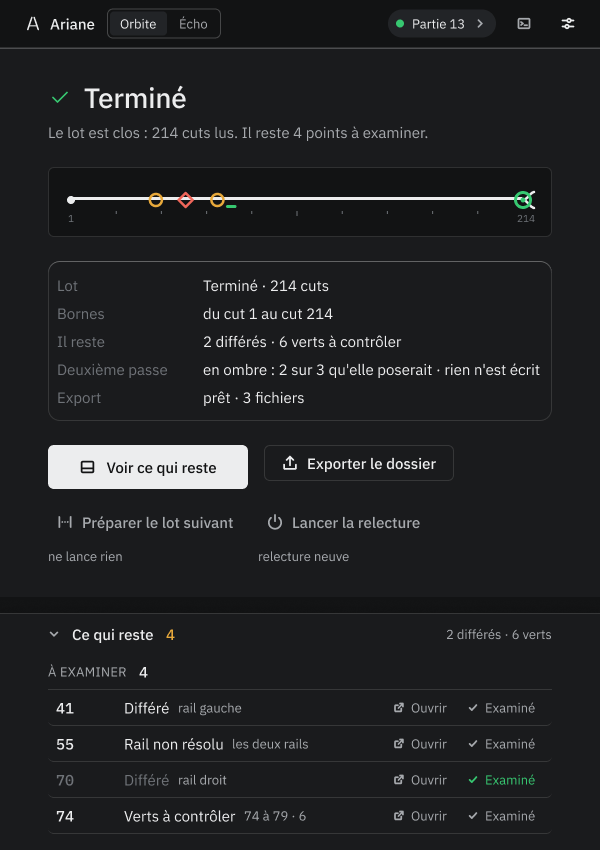 Ariane Orbite Écho Partie 13
Terminé
Le lot est clos : 214 cuts lus. Il reste 4 points à examiner.
1 214
Lot Terminé · 214 cuts
Bornes du cut 1 au cut 214
Il reste 2 différés · 6 verts à contrôler
Deuxième passe en ombre : 2 sur 3 qu'elle poserait · rien n'est écrit
Export prêt · 3 fichiers
Voir ce qui reste Exporter le dossier
Préparer le lot suivant Lancer la relecture
ne lance rien relecture neuve
Ce qui reste 4 2 différés · 6 verts
À EXAMINER 4
41 Différé rail gauche Ouvrir Examiné
55 Rail non résolu les deux rails Ouvrir Examiné
70 Différé rail droit Ouvrir Examiné
74 Verts à contrôler 74 à 79 · 6 Ouvrir Examiné